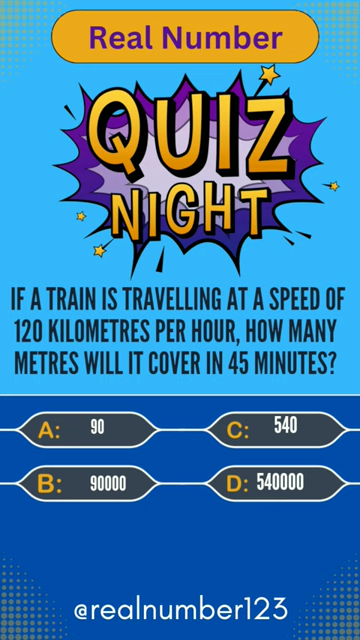 Real Number
QUIZ
NIGHT
IF A TRAIN IS TRAVELLING AT A SPEED OF
120 KILOMETRES PER HOUR, HOW MANY
METRES WILL IT COVER IN 45 MINUTES?
A: 90
C: 540
B: 90000
D: 540000
@realnumber123